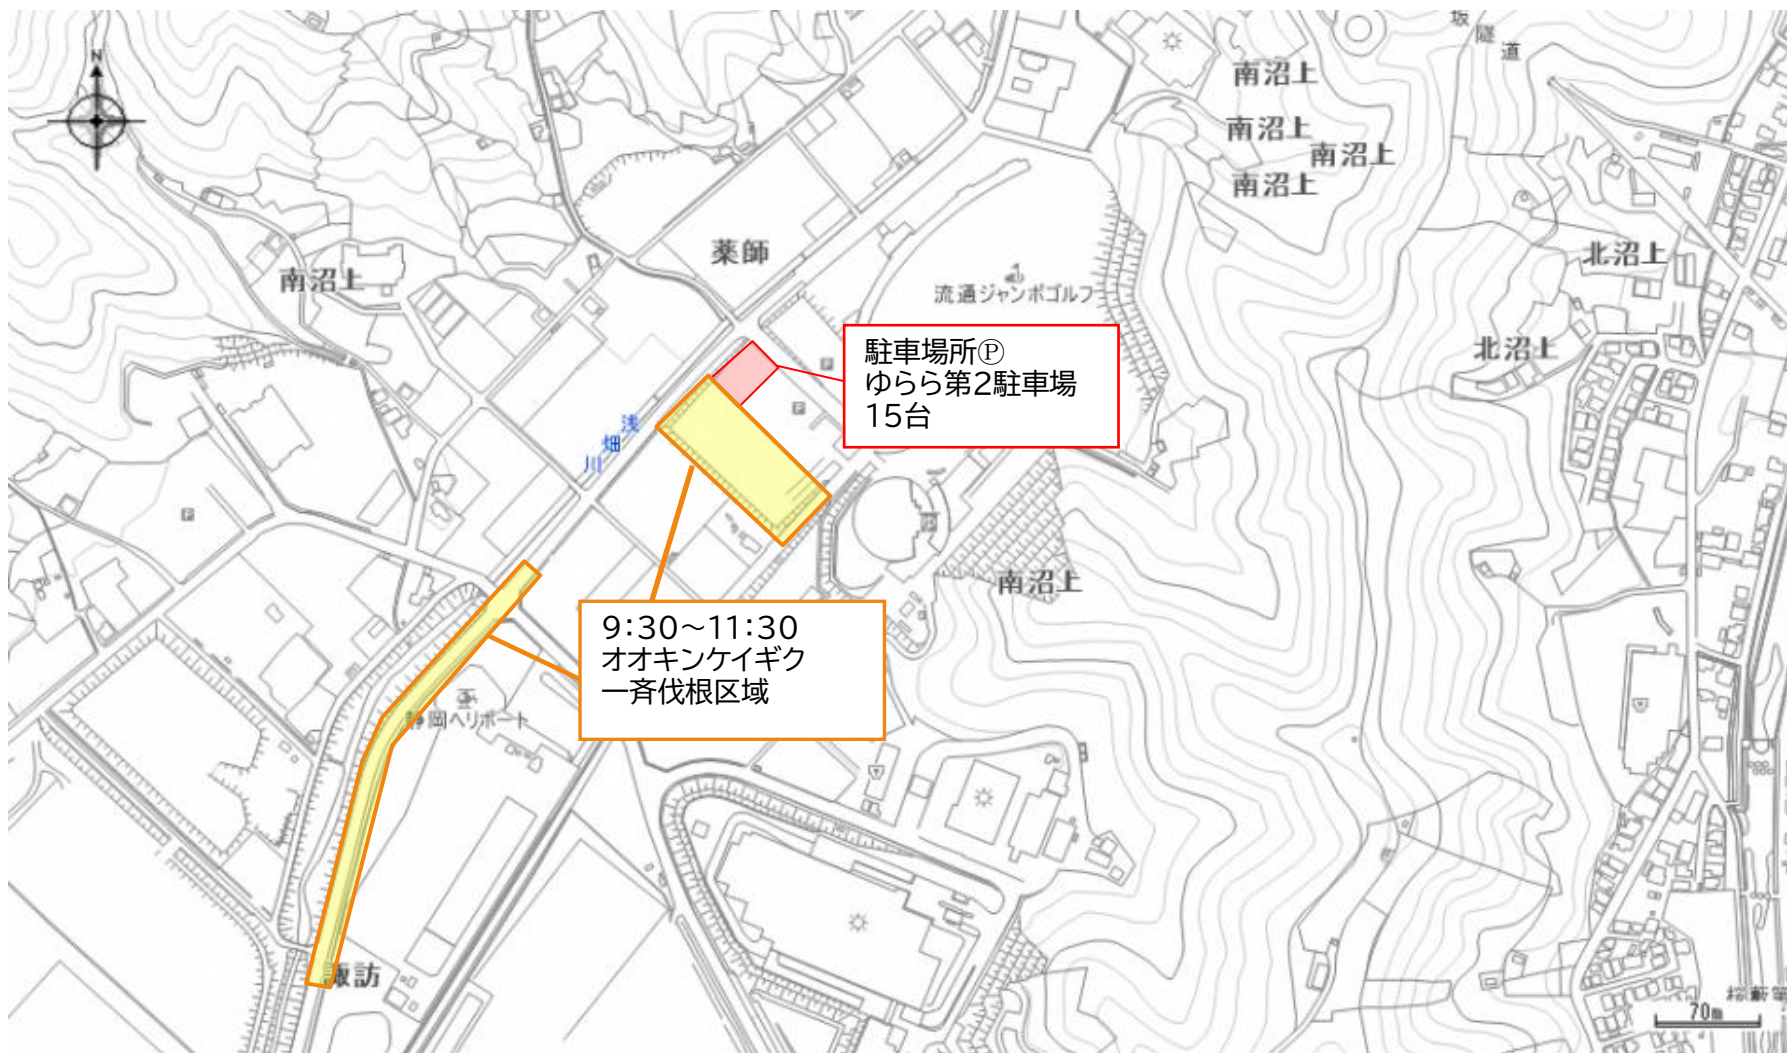 坂
隧
道
N
南沼上
南沼上
南沼上
南沼上
薬師
北沼上
南沼上
流通ジャンボゴルフ
駐車場所Ⓟ
ゆらら第2駐車場
15台
P
北沼上
P
浅
畑
川
P
南沼上
9:30～11:30
オオキンケイギク
一斉伐根区域
静岡ヘリポート
諏訪
70m